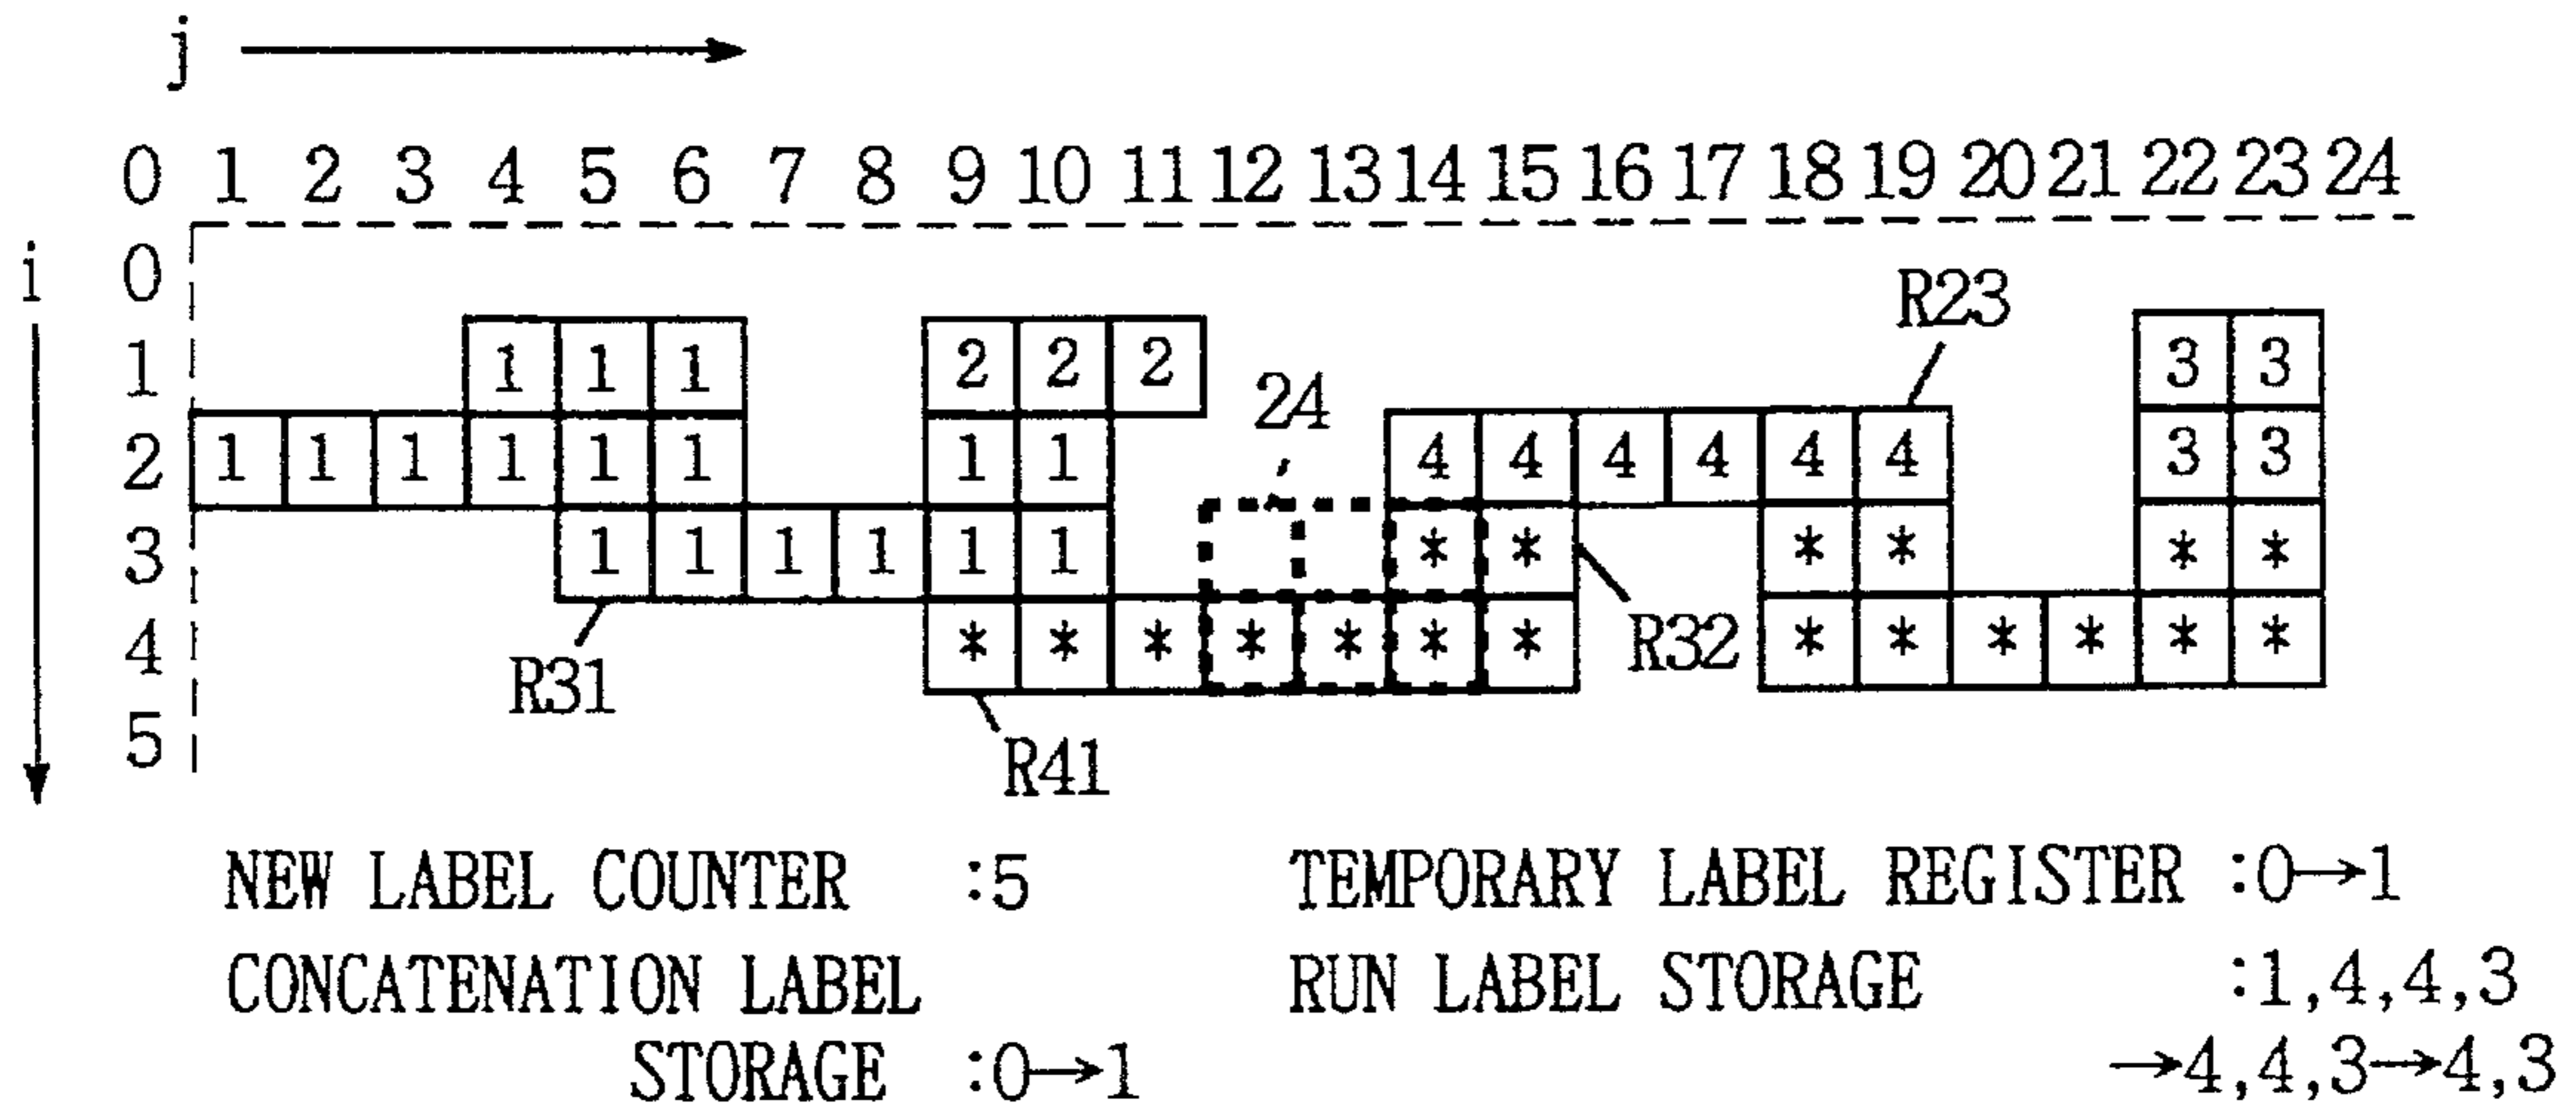 j
0 1 2 3 4 5 6 7 8 9 10 11 12 13 14 15 16 17 18 19 20 21 22 23 24
i 0
R23
1 1 1 1 2 2 2 3 3
24
2 1 1 1 1 1 1 1 1 4 4 4 4 4 4 3 3
3 1 1 1 1 1 1 * * * * * *
4 * * * * * * * * * * * * *
R31 R32
5
R41
NEW LABEL COUNTER :5 TEMPORARY LABEL REGISTER :0→1
CONCATENATION LABEL RUN LABEL STORAGE :1,4,4,3
STORAGE :0→1 →4,4,3→4,3